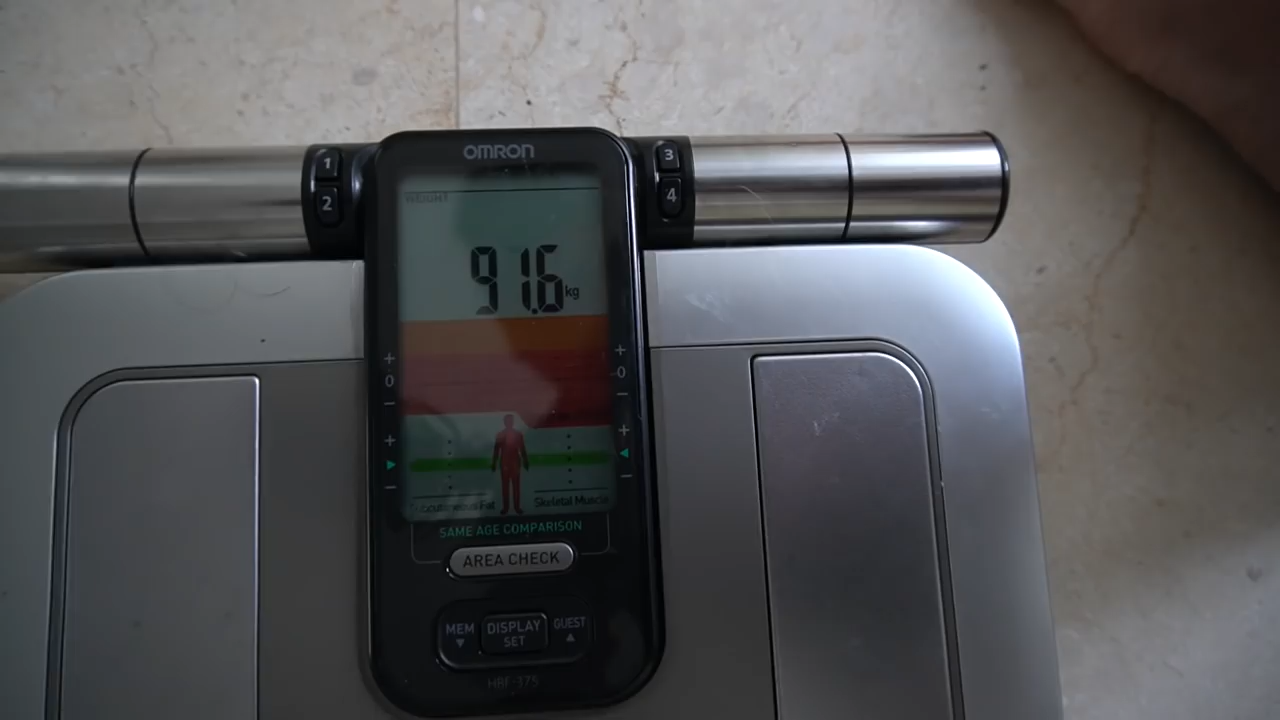 OMRON
1
2
3
4
WEIGHT
91.6 kg
+
0
−
+
−
+
0
−
+
−
Subcutaneous Fat
Skeletal Muscle
SAME AGE COMPARISON
AREA CHECK
MEM
DISPLAY
SET
GUEST
HBF-375